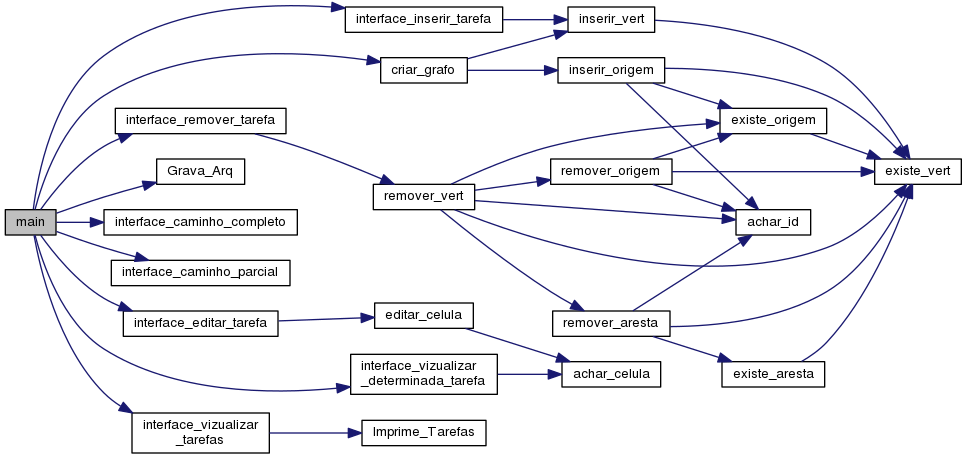 interface_inserir_tarefa
inserir_vert
criar_grafo
inserir_origem
interface_remover_tarefa
existe_origem
Grava_Arq
remover_origem
existe_vert
remover_vert
main
interface_caminho_completo
achar_id
interface_caminho_parcial
interface_editar_tarefa
editar_celula
remover_aresta
interface_vizualizar
_determinada_tarefa
achar_celula
existe_aresta
interface_vizualizar
_tarefas
Imprime_Tarefas